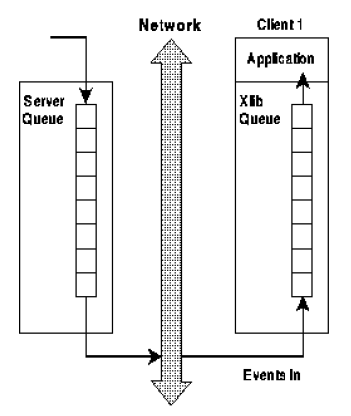 Network
Client 1
Application
Server
Queue
Xlib
Queue
Events In